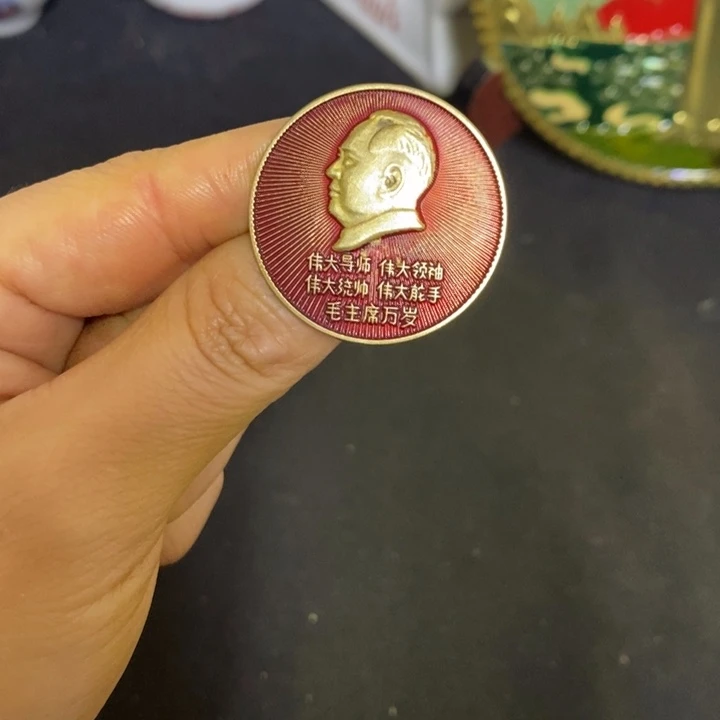 伟大导师 伟大领袖
伟大统帅 伟大舵手
毛主席万岁